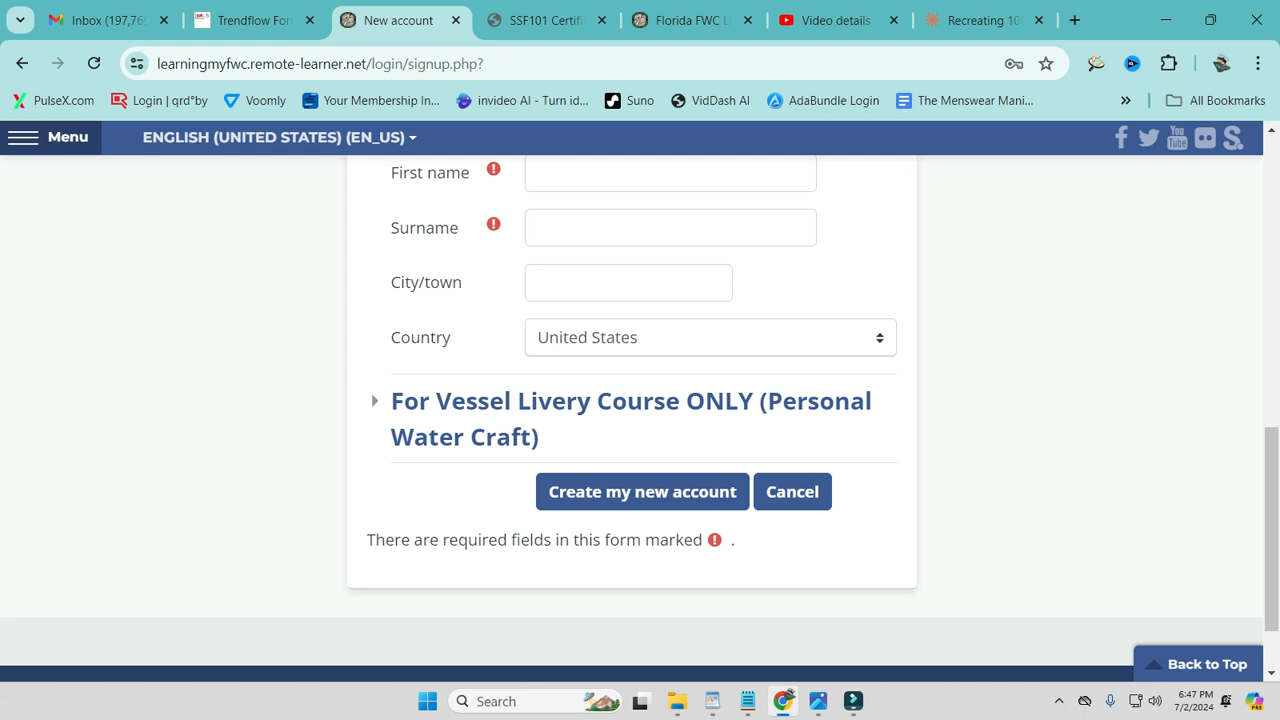 Inbox (197,769
Trendflow For
New account
SSF101 Certifi
Florida FWC L
Video details
Recreating 10
learningmyfwc.remote-learner.net/login/signup.php?
PulseX.com
Login | qrd°by
Voomly
Your Membership In...
invideo AI - Turn id...
Suno
VidDash AI
AdaBundle Login
The Menswear Mani...
All Bookmarks
Menu
ENGLISH (UNITED STATES) (EN_US)
First name
Surname
City/town
Country
United States
For Vessel Livery Course ONLY (Personal
Water Craft)
Create my new account
Cancel
There are required fields in this form marked .
Back to Top
Search
6:47 PM
7/2/2024